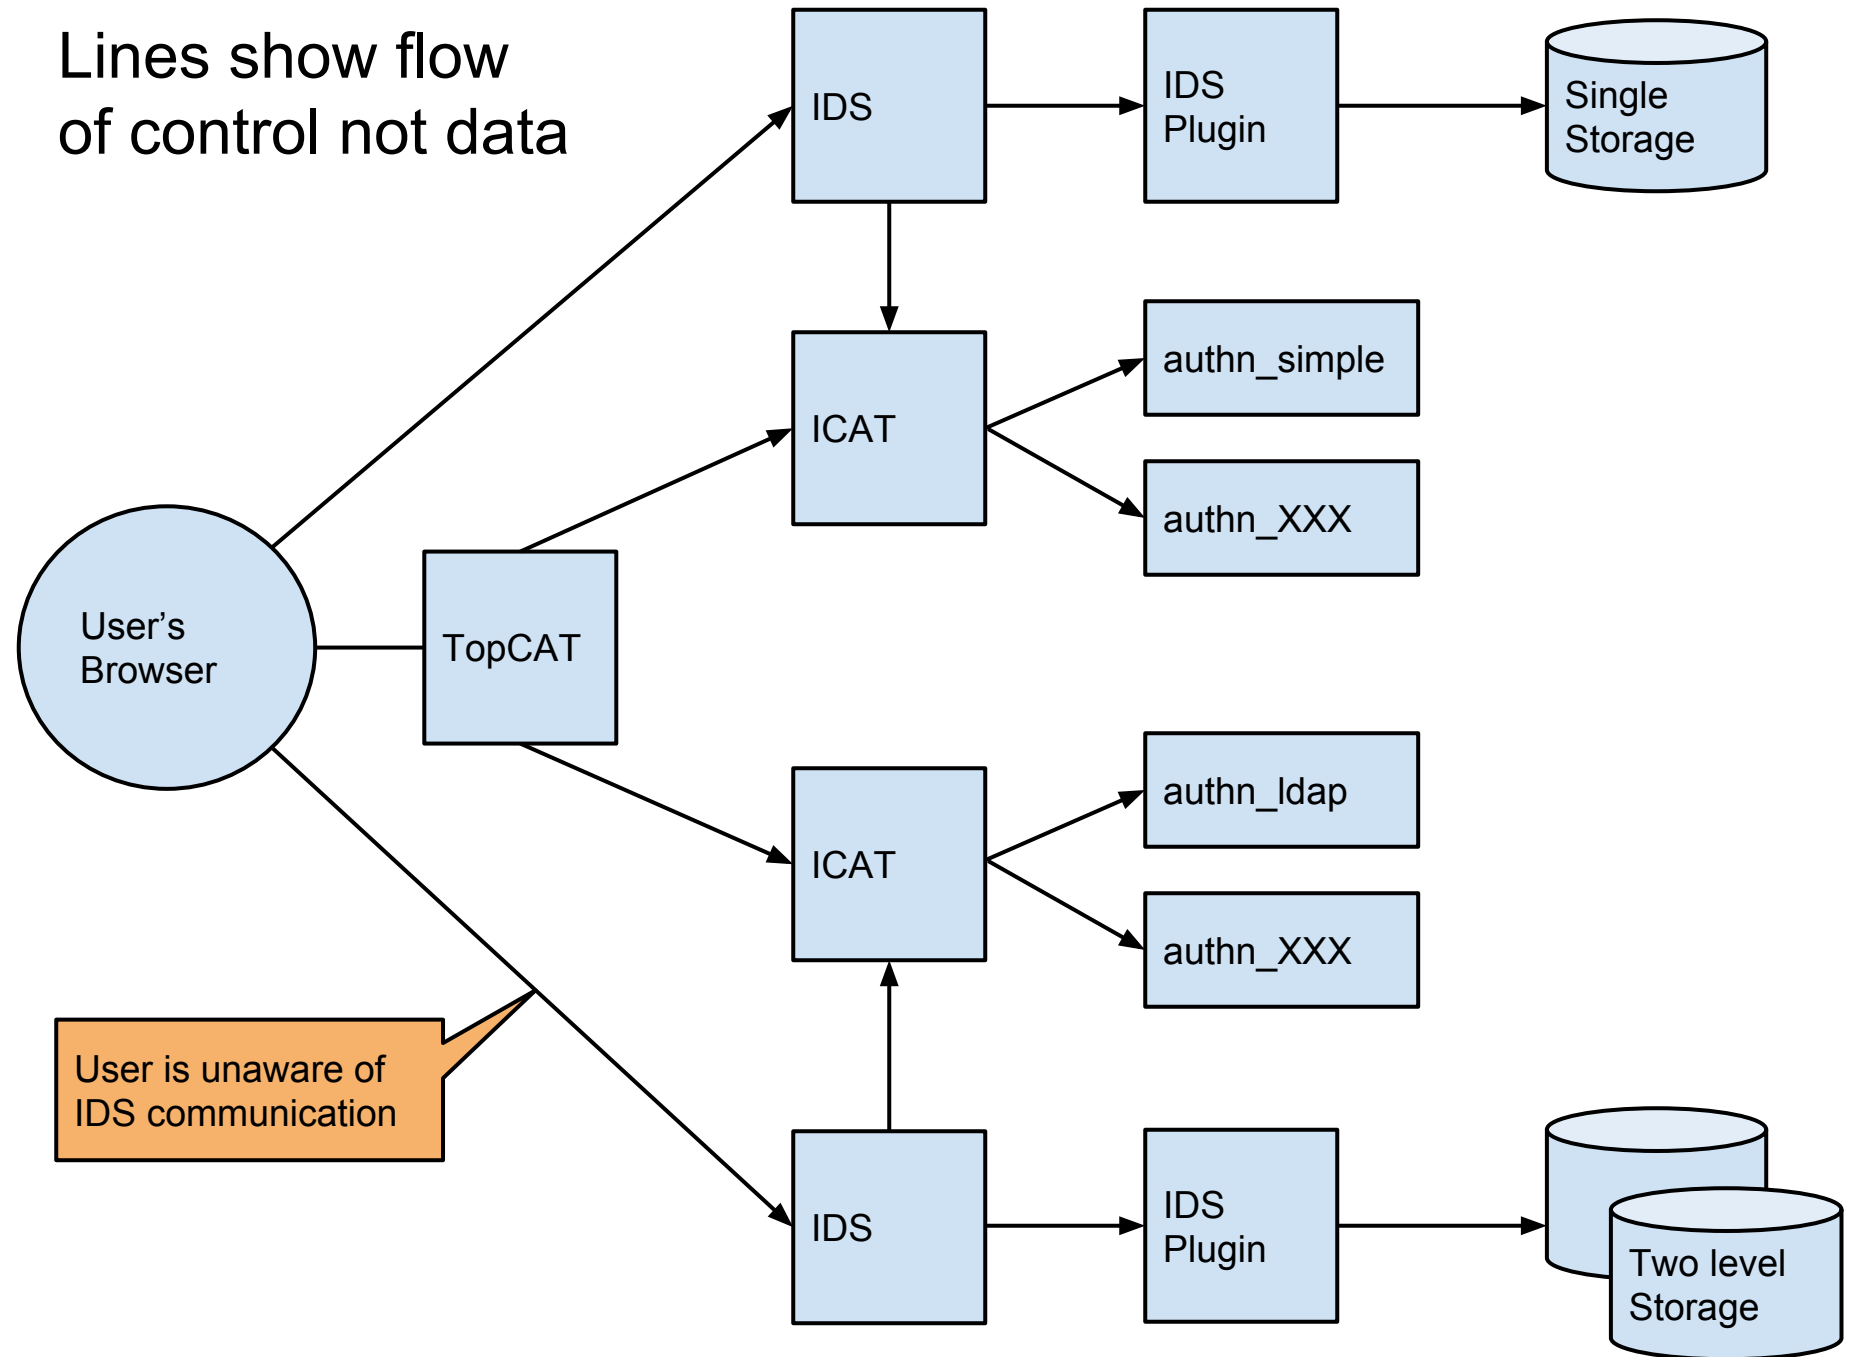 Lines show flow
of control not data
IDS
IDS
Plugin
Single
Storage
authn_simple
ICAT
authn_XXX
User’s
Browser
TopCAT
authn_ldap
ICAT
authn_XXX
User is unaware of
IDS communication
IDS
IDS
Plugin
Two level
Storage